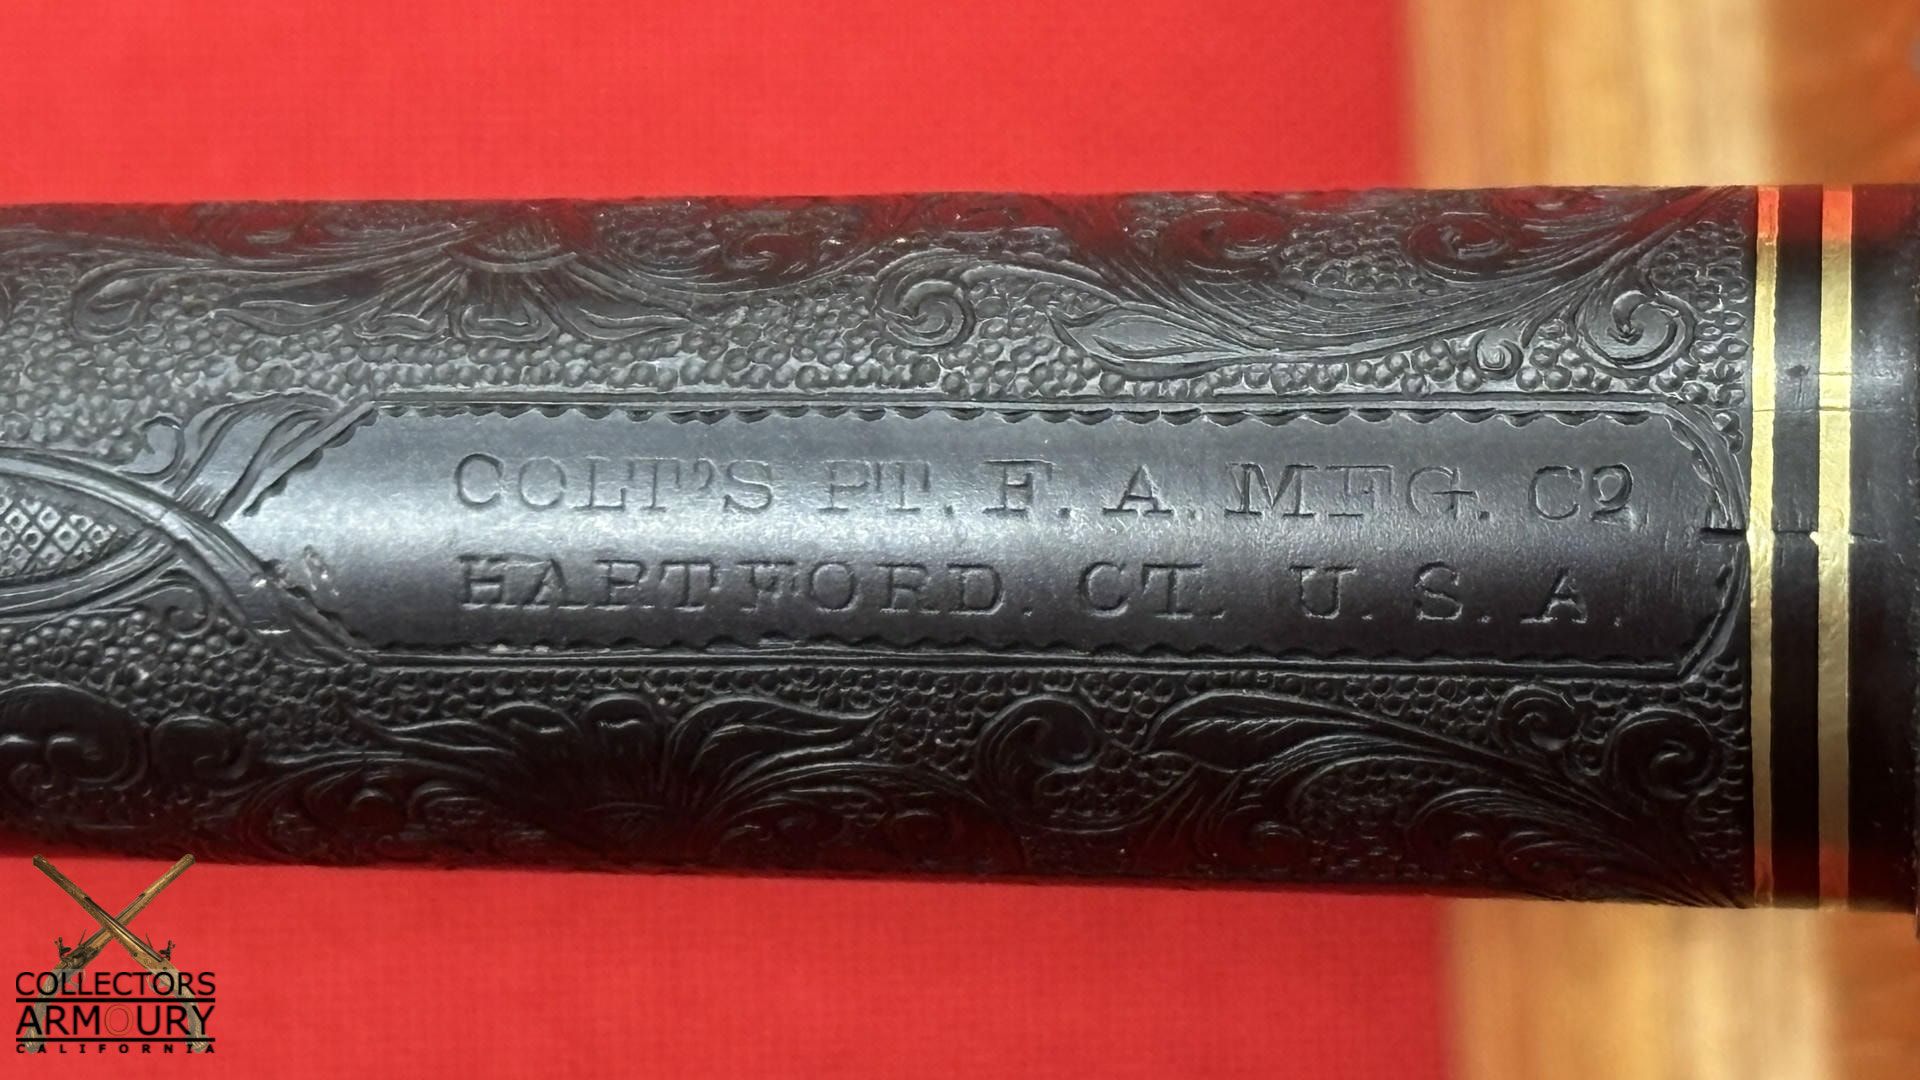 COLT'S PT. F. A. MFG. Co
HARTFORD. CT. U. S. A.
COLLECTORS
ARMOURY
CALIFORNIA